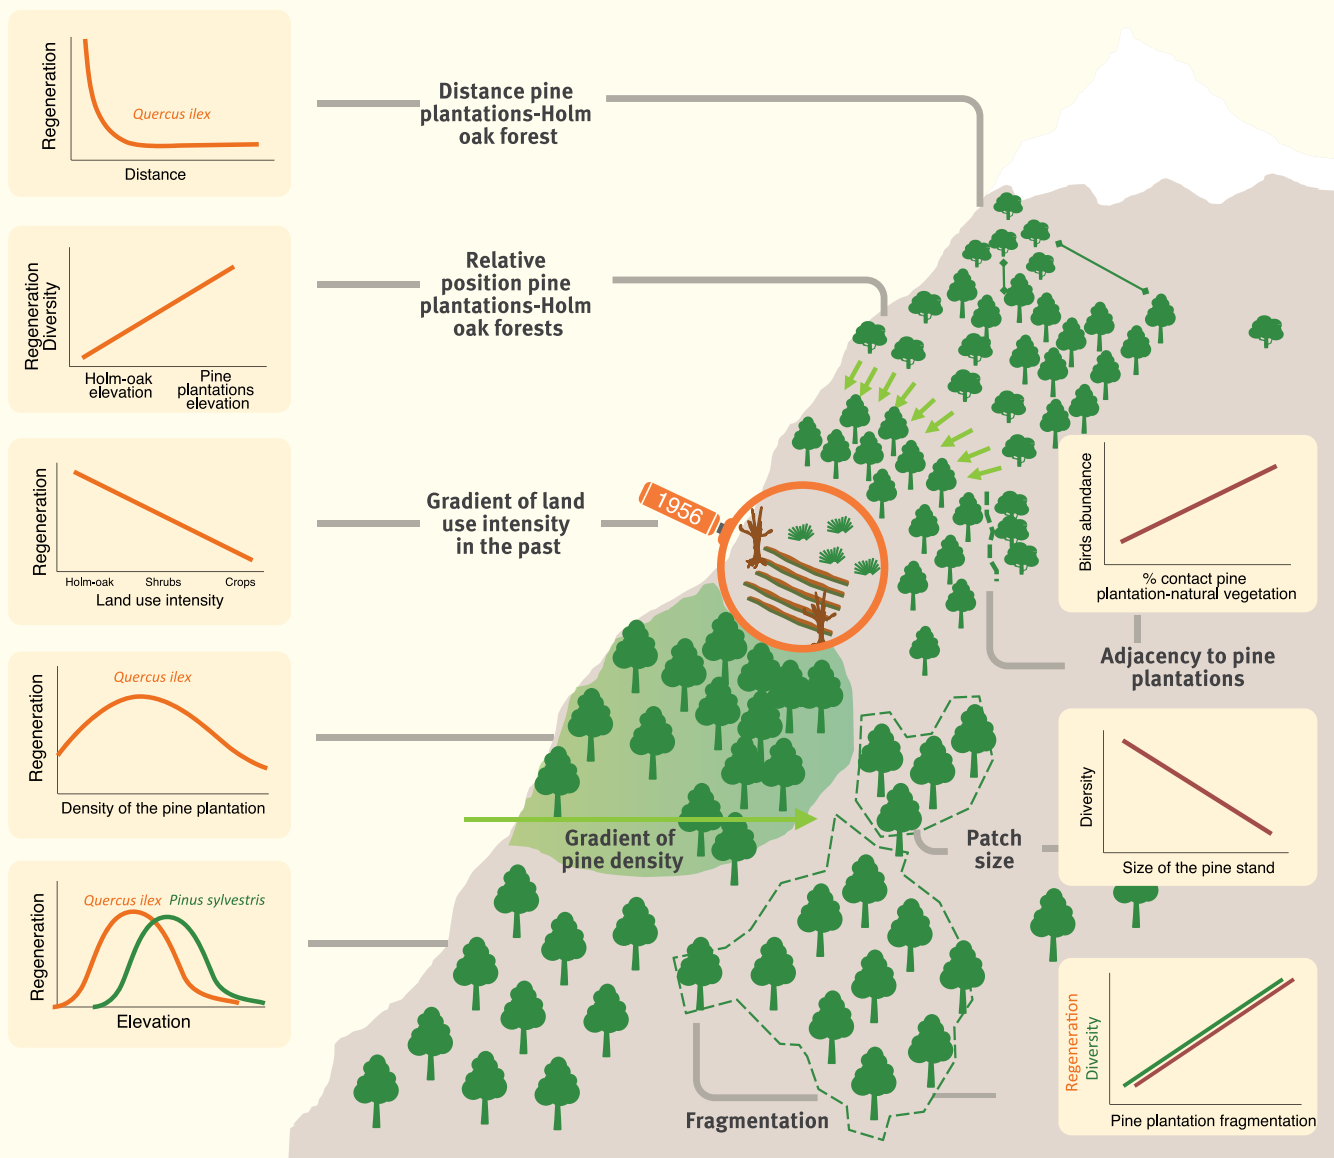 Regeneration
Quercus ilex
Distance
Distance pine
plantations-Holm
oak forest
Regeneration
Diversity
Holm-oak
elevation
Pine
plantations
elevation
Relative
position pine
plantations-Holm
oak forests
Regeneration
Holm-oak
Shrubs
Crops
Land use intensity
Gradient of land
use intensity
in the past
1956
Birds abundance
% contact pine
plantation-natural vegetation
Adjacency to pine
plantations
Regeneration
Quercus ilex
Density of the pine plantation
Gradient of
pine density
Diversity
Size of the pine stand
Patch
size
Regeneration
Quercus ilex
Pinus sylvestris
Elevation
Regeneration
Diversity
Pine plantation fragmentation
Fragmentation